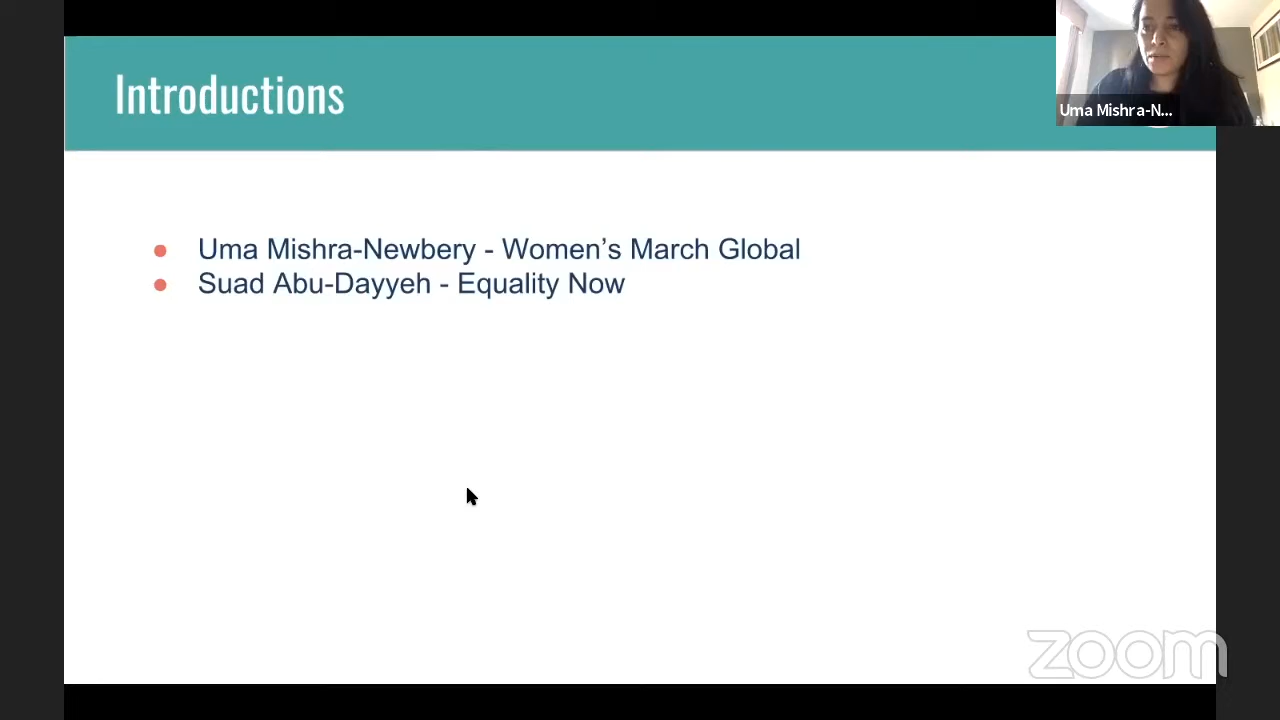 Introductions
Uma Mishra-N...
Uma Mishra-Newbery - Women’s March Global
Suad Abu-Dayyeh - Equality Now
zoom